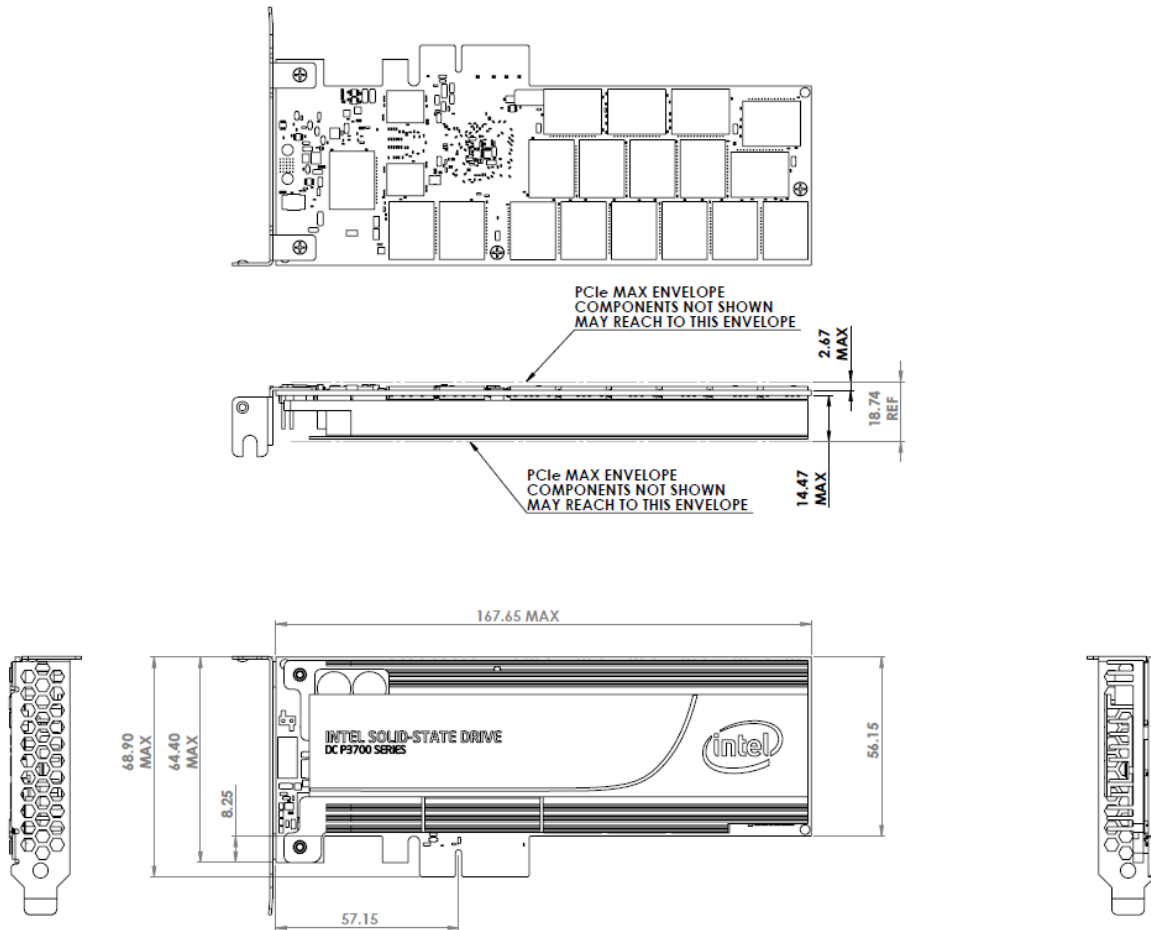 PCIe MAX ENVELOPE
COMPONENTS NOT SHOWN
MAY REACH TO THIS ENVELOPE
2.67
MAX
18.74
REF
14.47
MAX
PCIe MAX ENVELOPE
COMPONENTS NOT SHOWN
MAY REACH TO THIS ENVELOPE
167.65 MAX
68.90
MAX
64.40
MAX
8.25
INTEL SOLID-STATE DRIVE
DC P3700 SERIES
intel
56.15
57.15